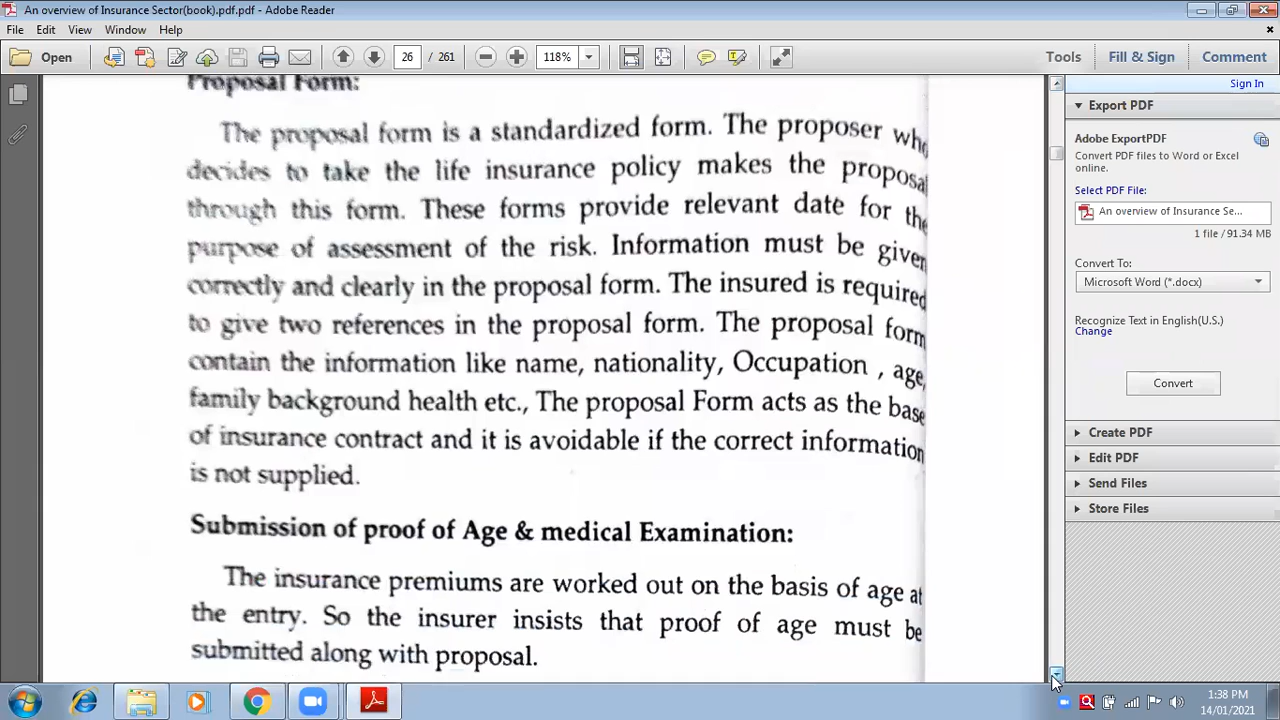 An overview of Insurance Sector(book).pdf.pdf - Adobe Reader
File Edit View Window Help
Open 26 / 261 118% Tools Fill & Sign Comment
Sign In
Export PDF
Adobe ExportPDF
Convert PDF files to Word or Excel
online.
Select PDF File:
An overview of Insurance Se...
1 file / 91.34 MB
Convert To:
Microsoft Word (*.docx)
Recognize Text in English(U.S.)
Change
Convert
Create PDF
Edit PDF
Send Files
Store Files
Proposal Form:
The proposal form is a standardized form. The proposer who
decides to take the life insurance policy makes the proposal
through this form. These forms provide relevant date for the
purpose of assessment of the risk. Information must be given
correctly and clearly in the proposal form. The insured is required
to give two references in the proposal form. The proposal form
contain the information like name, nationality, Occupation , age,
family background health etc., The proposal Form acts as the base
of insurance contract and it is avoidable if the correct information
is not supplied.
Submission of proof of Age & medical Examination:
The insurance premiums are worked out on the basis of age at
the entry. So the insurer insists that proof of age must be
submitted along with proposal.
1:38 PM
14/01/2021